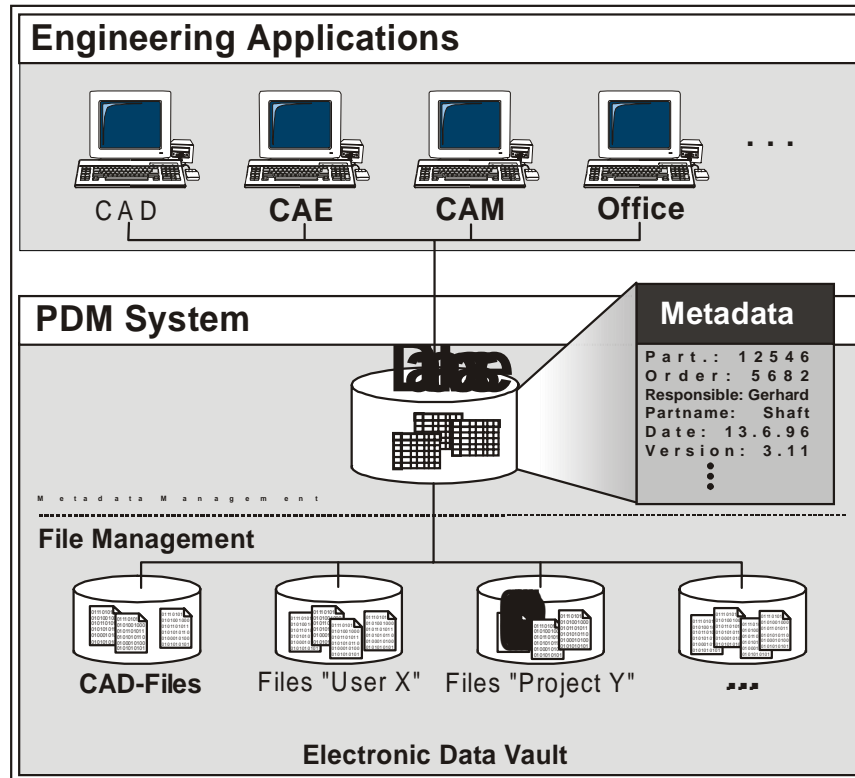 Engineering Applications
CAD CAE CAM Office ...
PDM System
Metadata
Part.: 12546
Order: 5682
Responsible: Gerhard
Partname: Shaft
Date: 13.6.96
Version: 3.11
Metadata Management
File Management
CAD-Files Files "User X" Files "Project Y" ...
Electronic Data Vault